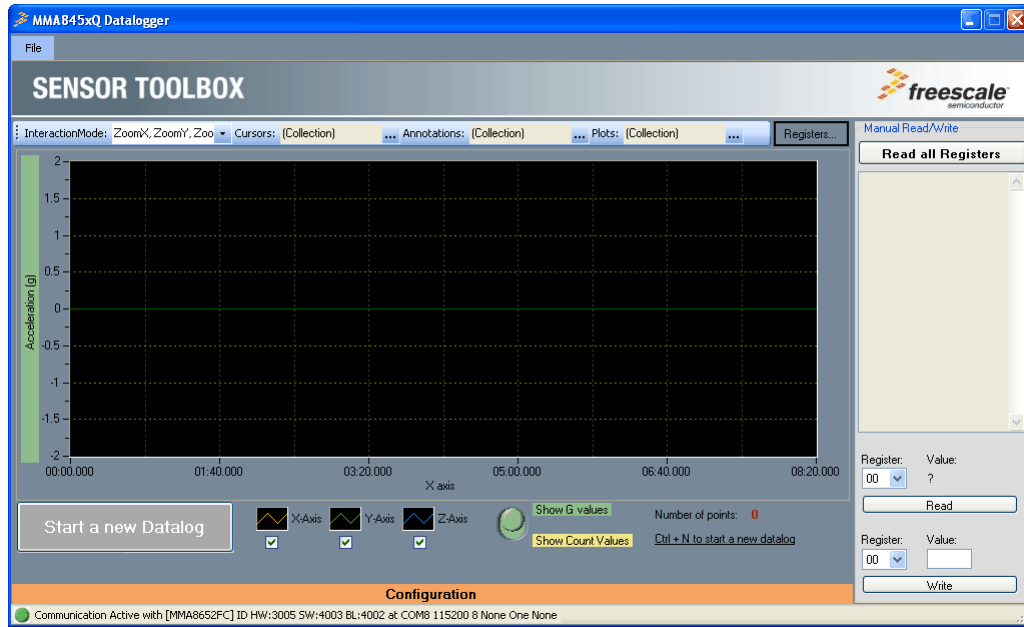 MMA845xQ Datalogger
File
SENSOR TOOLBOX
freescale
semiconductor
InteractionMode: ZoomX, ZoomY, Zoo Cursors: (Collection) ... Annotations: (Collection) ... Plots: (Collection) ... Registers...
Manual Read/Write
Read all Registers
Acceleration (g)
2
1.5
1
0.5
0
-0.5
-1
-1.5
-2
00:00.000 01:40.000 03:20.000 05:00.000 06:40.000 08:20.000
X axis
Register: Value:
00 ?
Read
Register: Value:
00
Write
Start a new Datalog
X-Axis Y-Axis Z-Axis
Show G values
Show Count Values
Number of points: 0
Ctrl + N to start a new datalog
Configuration
Communication Active with [MMA8652FC] ID HW:3005 SW:4003 BL:4002 at COM8 115200 8 None One None